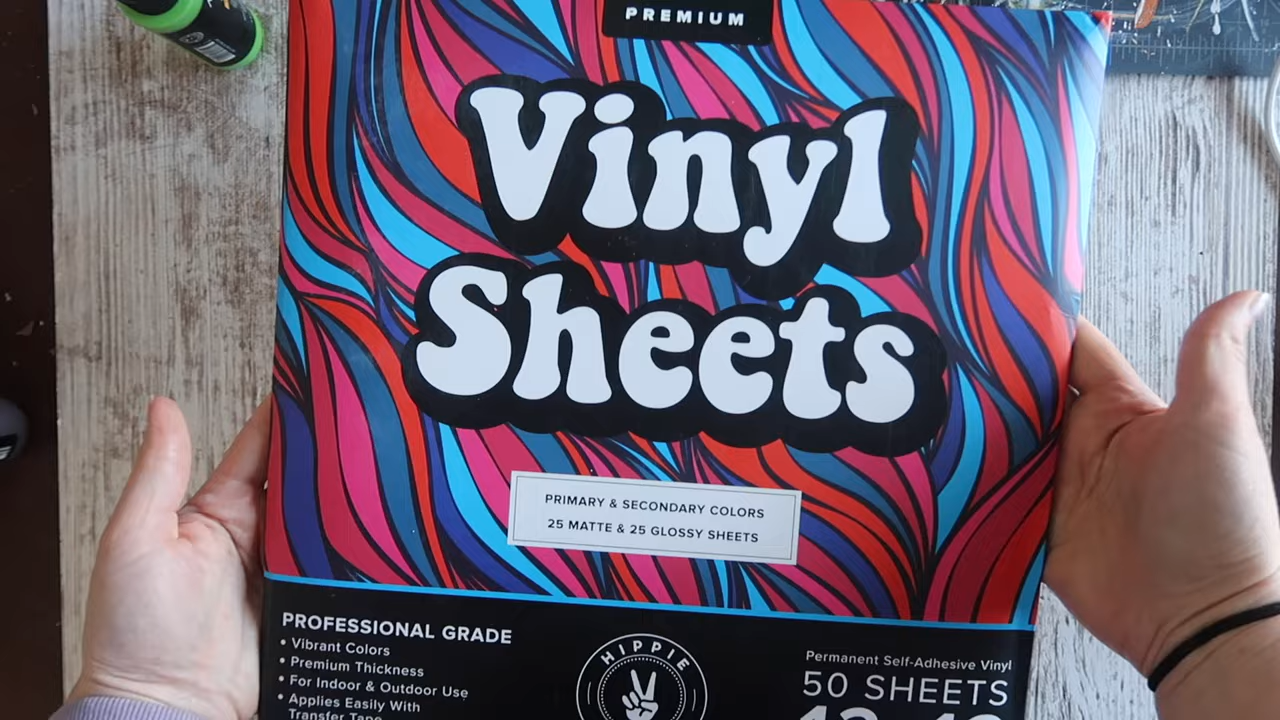 PREMIUM
Vinyl
Sheets
PRIMARY & SECONDARY COLORS
25 MATTE & 25 GLOSSY SHEETS
PROFESSIONAL GRADE
• Vibrant Colors
• Premium Thickness
• For Indoor & Outdoor Use
• Applies Easily With
Transfer Tape
HIPPIE
Permanent Self-Adhesive Vinyl
50 SHEETS